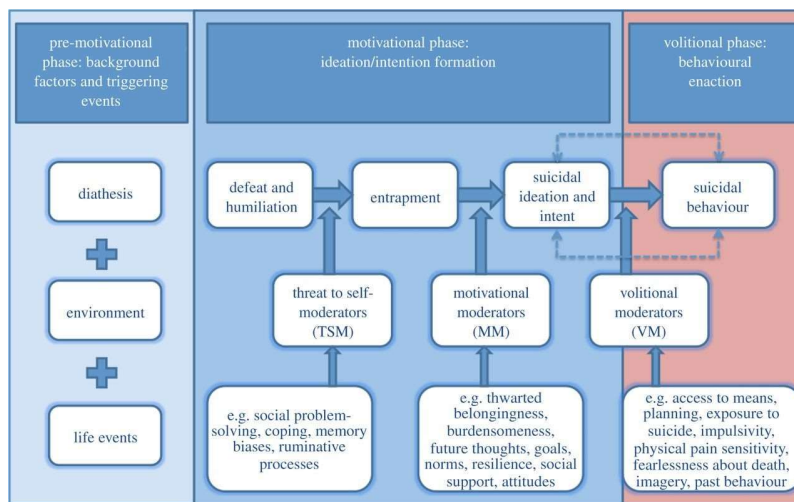 pre-motivational
phase: background
factors and triggering
events
motivational phase:
ideation/intention formation
volitional phase:
behavioural
enaction
diathesis
environment
life events
defeat and
humiliation
entrapment
suicidal
ideation and
intent
suicidal
behaviour
threat to self-
moderators
(TSM)
motivational
moderators
(MM)
volitional
moderators
(VM)
e.g. social problem-
solving, coping, memory
biases, ruminative
processes
e.g. thwarted
belongingness,
burdensomeness,
future thoughts, goals,
norms, resilience, social
support, attitudes
e.g. access to means,
planning, exposure to
suicide, impulsivity,
physical pain sensitivity,
fearlessness about death,
imagery, past behaviour